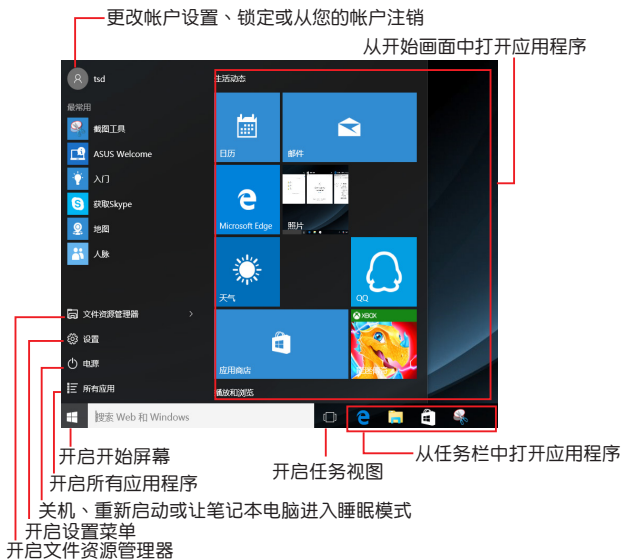 更改帐户设置、锁定或从您的帐户注销
从开始画面中打开应用程序
tsd
生活动态
最常用
截图工具
ASUS Welcome
入门
获取Skype
地图
人脉
日历
邮件
Microsoft Edge
照片
天气
QQ
XBOX
应用商店
播放和浏览
文件资源管理器
设置
电源
所有应用
搜索 Web 和 Windows
开启开始屏幕
开启任务视图
从任务栏中打开应用程序
开启所有应用程序
关机、重新启动或让笔记本电脑进入睡眠模式
开启设置菜单
开启文件资源管理器